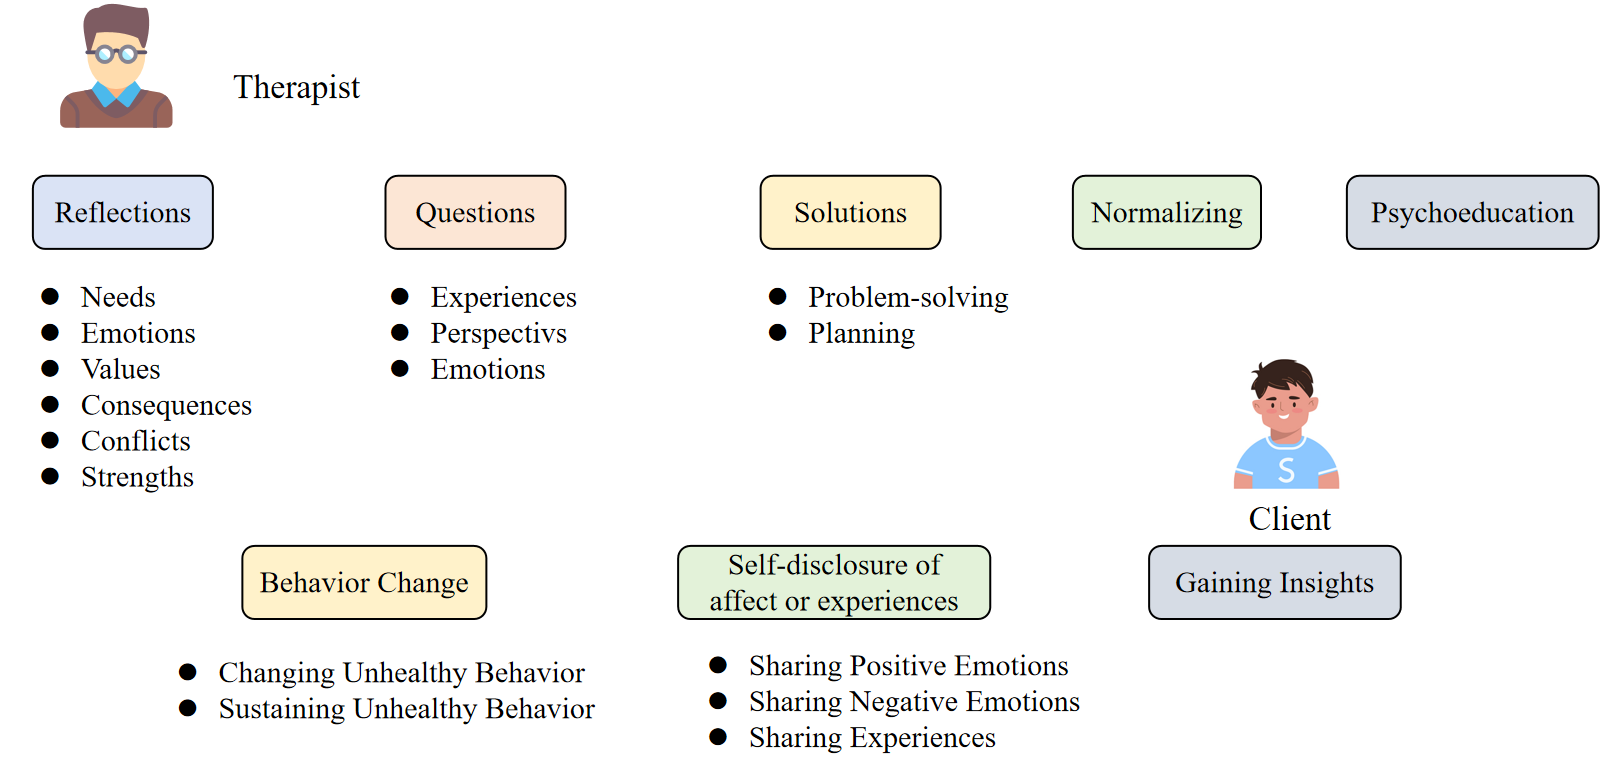 Therapist
Reflections
Questions
Solutions
Normalizing
Psychoeducation
● Needs
● Emotions
● Values
● Consequences
● Conflicts
● Strengths
● Experiences
● Perspectivs
● Emotions
● Problem-solving
● Planning
S
Client
Behavior Change
Self-disclosure of
affect or experiences
Gaining Insights
● Changing Unhealthy Behavior
● Sustaining Unhealthy Behavior
● Sharing Positive Emotions
● Sharing Negative Emotions
● Sharing Experiences